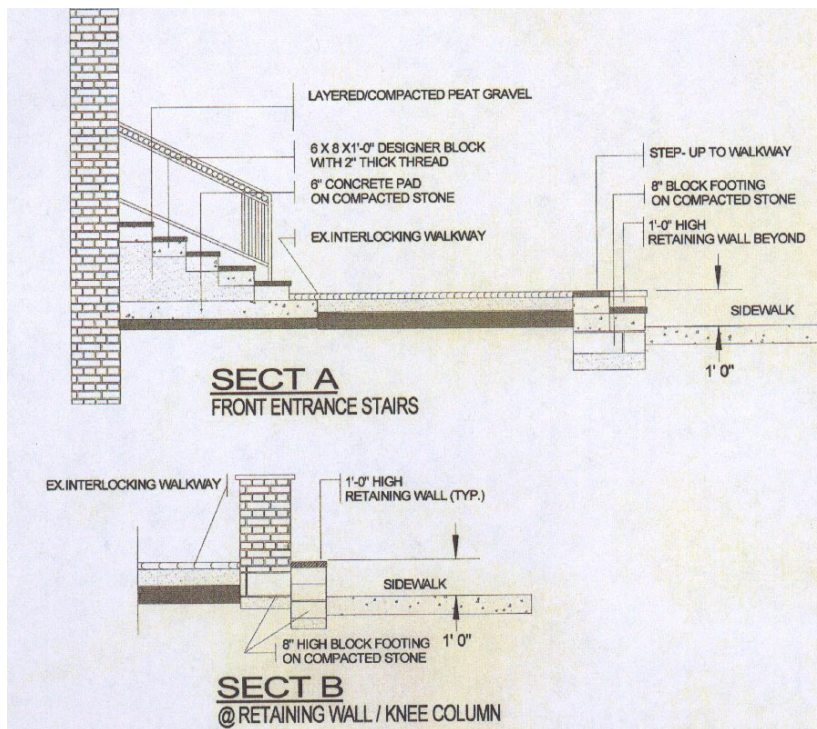 LAYERED/COMPACTED PEAT GRAVEL
6 X 8 X1'-0" DESIGNER BLOCK
WITH 2" THICK THREAD
6" CONCRETE PAD
ON COMPACTED STONE
EX.INTERLOCKING WALKWAY
STEP- UP TO WALKWAY
8" BLOCK FOOTING
ON COMPACTED STONE
1'-0" HIGH
RETAINING WALL BEYOND
SIDEWALK
1' 0"
SECT A
FRONT ENTRANCE STAIRS
EX.INTERLOCKING WALKWAY
1'-0" HIGH
RETAINING WALL (TYP.)
SIDEWALK
1' 0"
8" HIGH BLOCK FOOTING
ON COMPACTED STONE
SECT B
@ RETAINING WALL / KNEE COLUMN